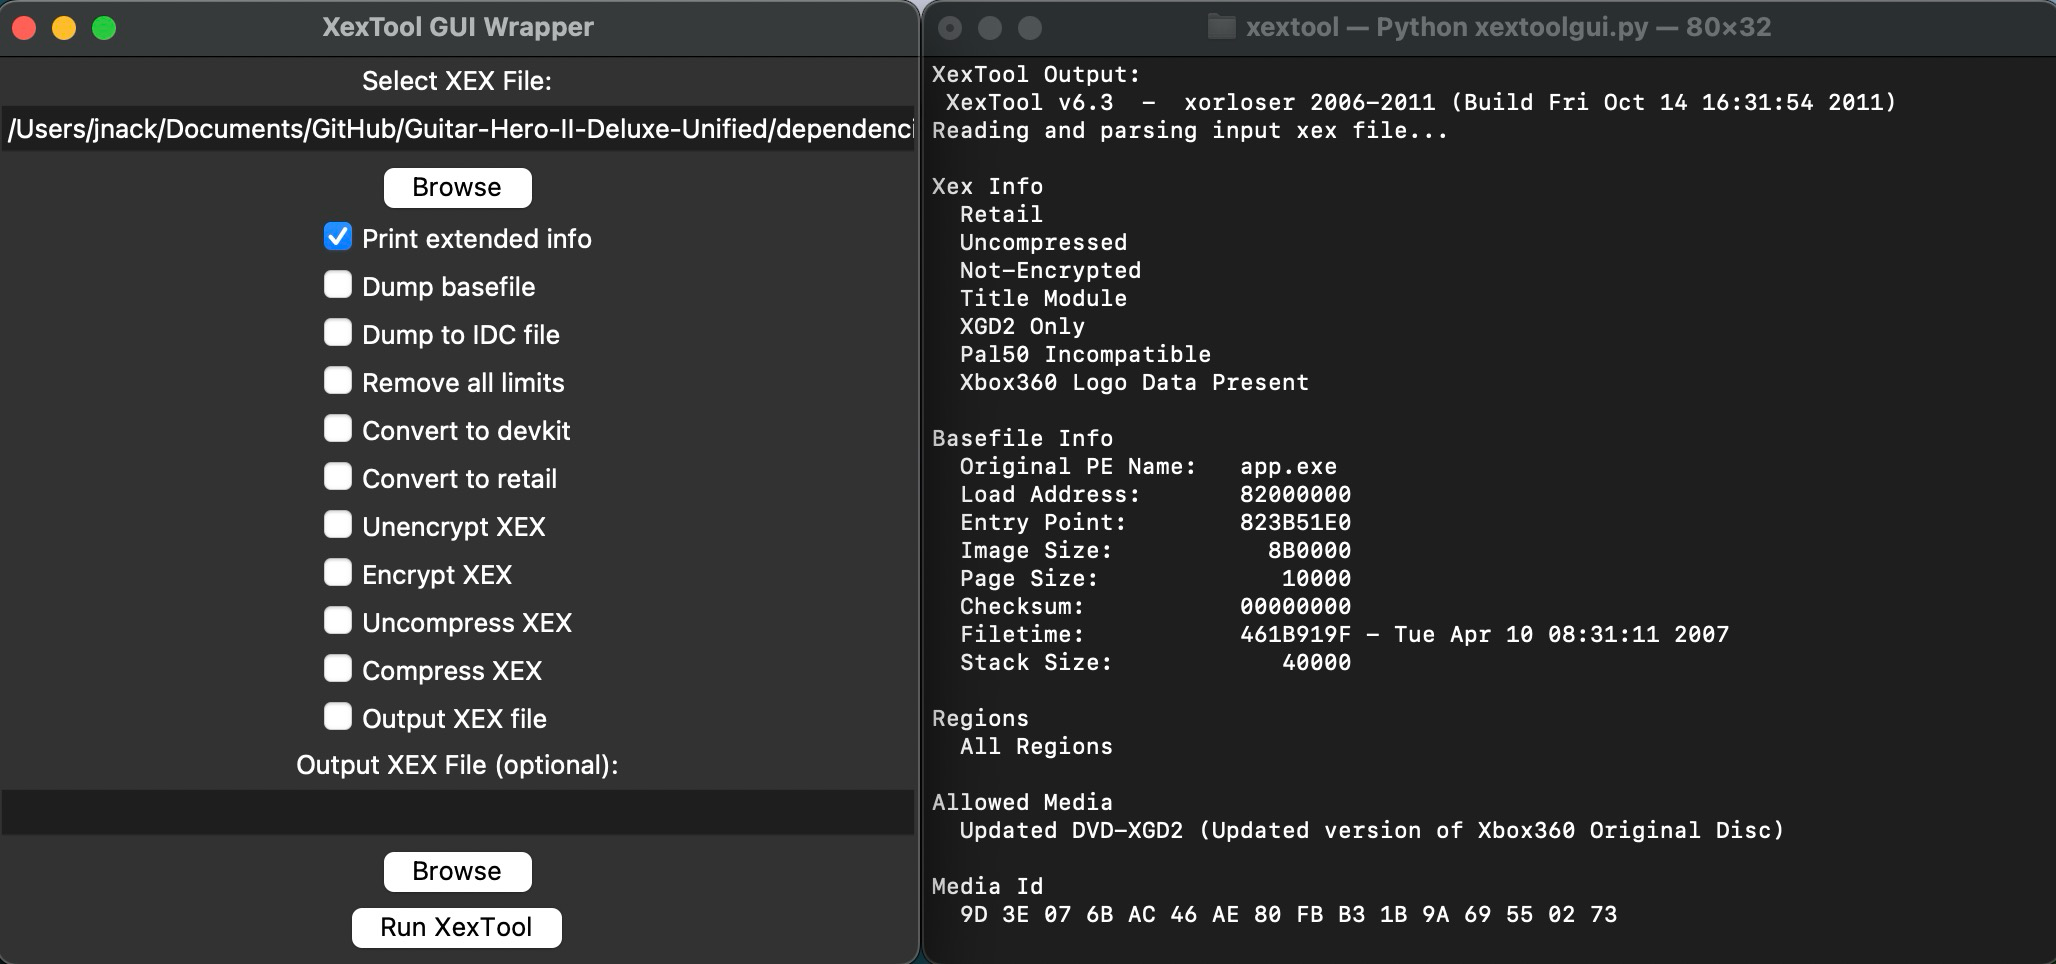 XexTool GUI Wrapper
Select XEX File:
/Users/jnack/Documents/GitHub/Guitar-Hero-II-Deluxe-Unified/dependenci
Browse
Print extended info
Dump basefile
Dump to IDC file
Remove all limits
Convert to devkit
Convert to retail
Unencrypt XEX
Encrypt XEX
Uncompress XEX
Compress XEX
Output XEX file
Output XEX File (optional):
Browse
Run XexTool
xextool — Python xextoolgui.py — 80×32
XexTool Output:
XexTool v6.3  –  xorloser 2006–2011 (Build Fri Oct 14 16:31:54 2011)
Reading and parsing input xex file...
Xex Info
Retail
Uncompressed
Not-Encrypted
Title Module
XGD2 Only
Pal50 Incompatible
Xbox360 Logo Data Present
Basefile Info
Original PE Name:   app.exe
Load Address:       82000000
Entry Point:        823B51E0
Image Size:           8B0000
Page Size:             10000
Checksum:           00000000
Filetime:           461B919F - Tue Apr 10 08:31:11 2007
Stack Size:            40000
Regions
All Regions
Allowed Media
Updated DVD-XGD2 (Updated version of Xbox360 Original Disc)
Media Id
9D 3E 07 6B AC 46 AE 80 FB B3 1B 9A 69 55 02 73